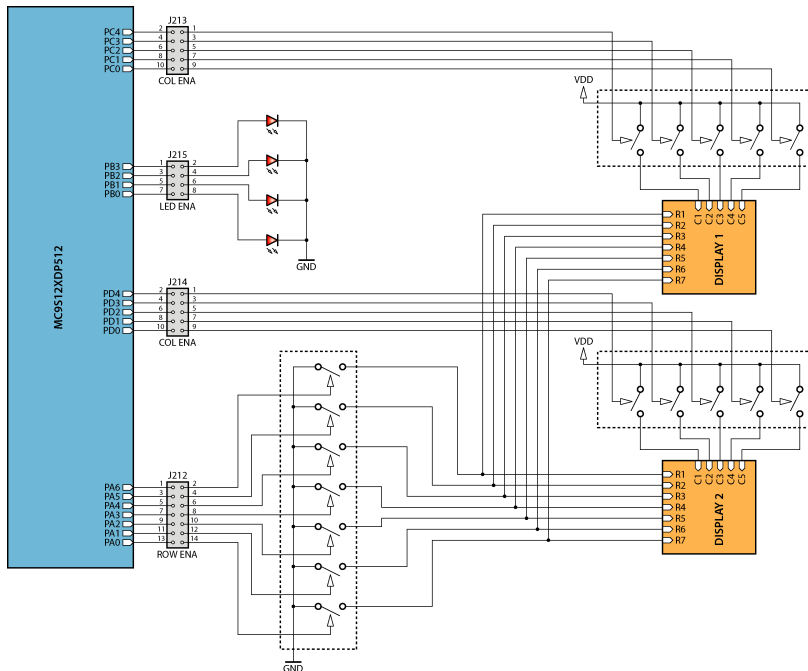 MC9S12XDP512
J213
PC4 2 1
PC3 4 3
PC2 6 5
PC1 8 7
PC0 10 9
COL ENA
VDD
J215
PB3 1 2
PB2 3 4
PB1 5 6
PB0 7 8
LED ENA
GND
C1 C2 C3 C4 C5
R1
R2
R3
R4
R5
R6
R7
DISPLAY 1
J214
PD4 2 1
PD3 4 3
PD2 6 5
PD1 8 7
PD0 10 9
COL ENA
VDD
J212
PA6 1 2
PA5 3 4
PA4 5 6
PA3 7 8
PA2 9 10
PA1 11 12
PA0 13 14
ROW ENA
GND
C1 C2 C3 C4 C5
R1
R2
R3
R4
R5
R6
R7
DISPLAY 2